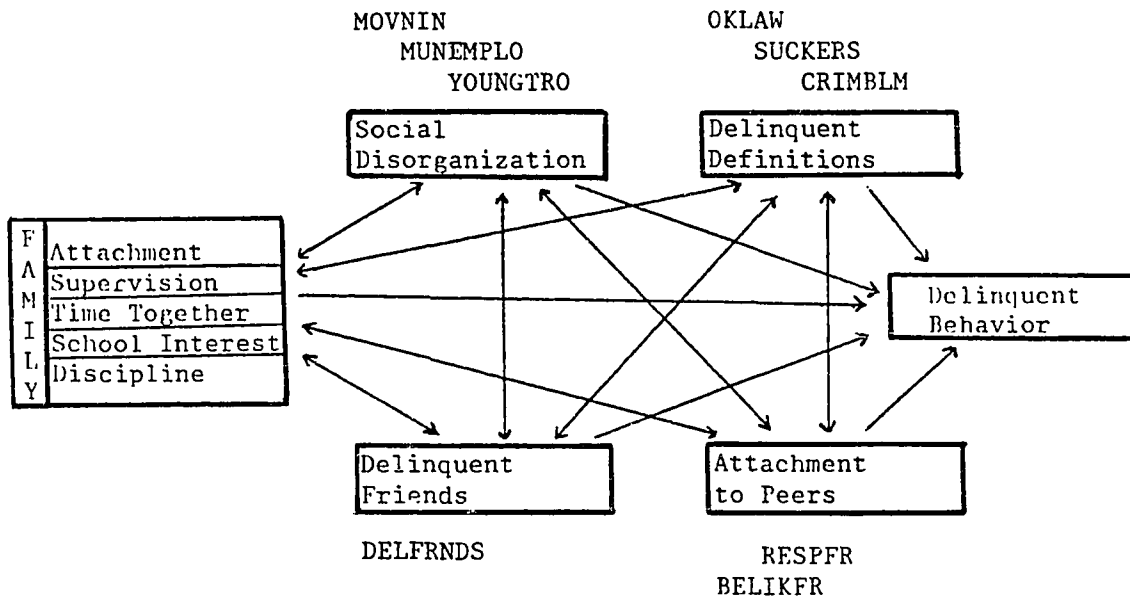 MOVNIN
MUNEMPLO
YOUNGTRO
OKLAW
SUCKERS
CRIMBLM
Social
Disorganization
Delinquent
Definitions
FAMILY
Attachment
Supervision
Time Together
School Interest
Discipline
Delinquent
Behavior
Delinquent
Friends
Attachment
to Peers
DELFRNDS
RESPFR
BELIKFR